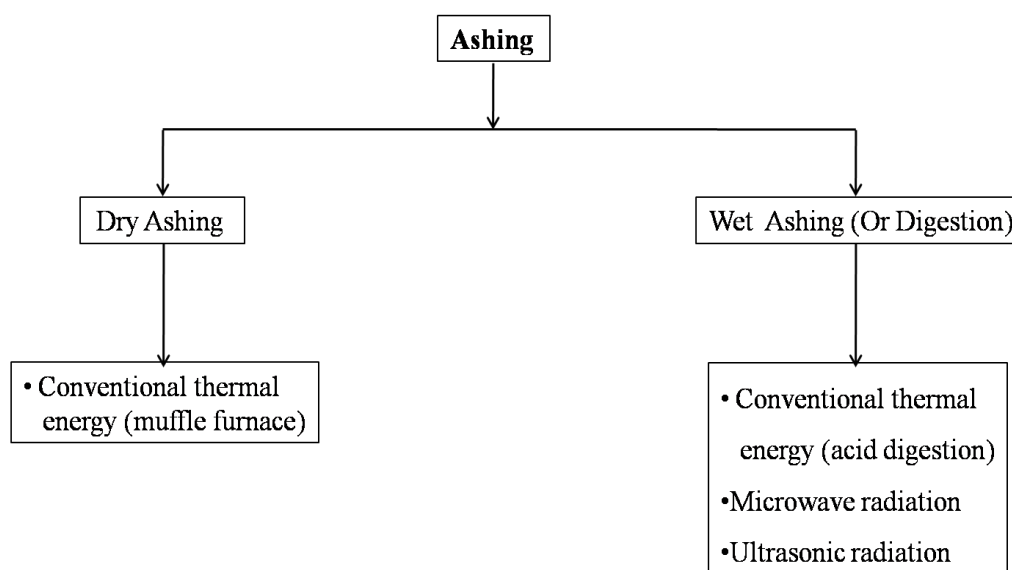 Ashing
Dry Ashing
Wet Ashing (Or Digestion)
• Conventional thermal
energy (muffle furnace)
• Conventional thermal
energy (acid digestion)
•Microwave radiation
•Ultrasonic radiation